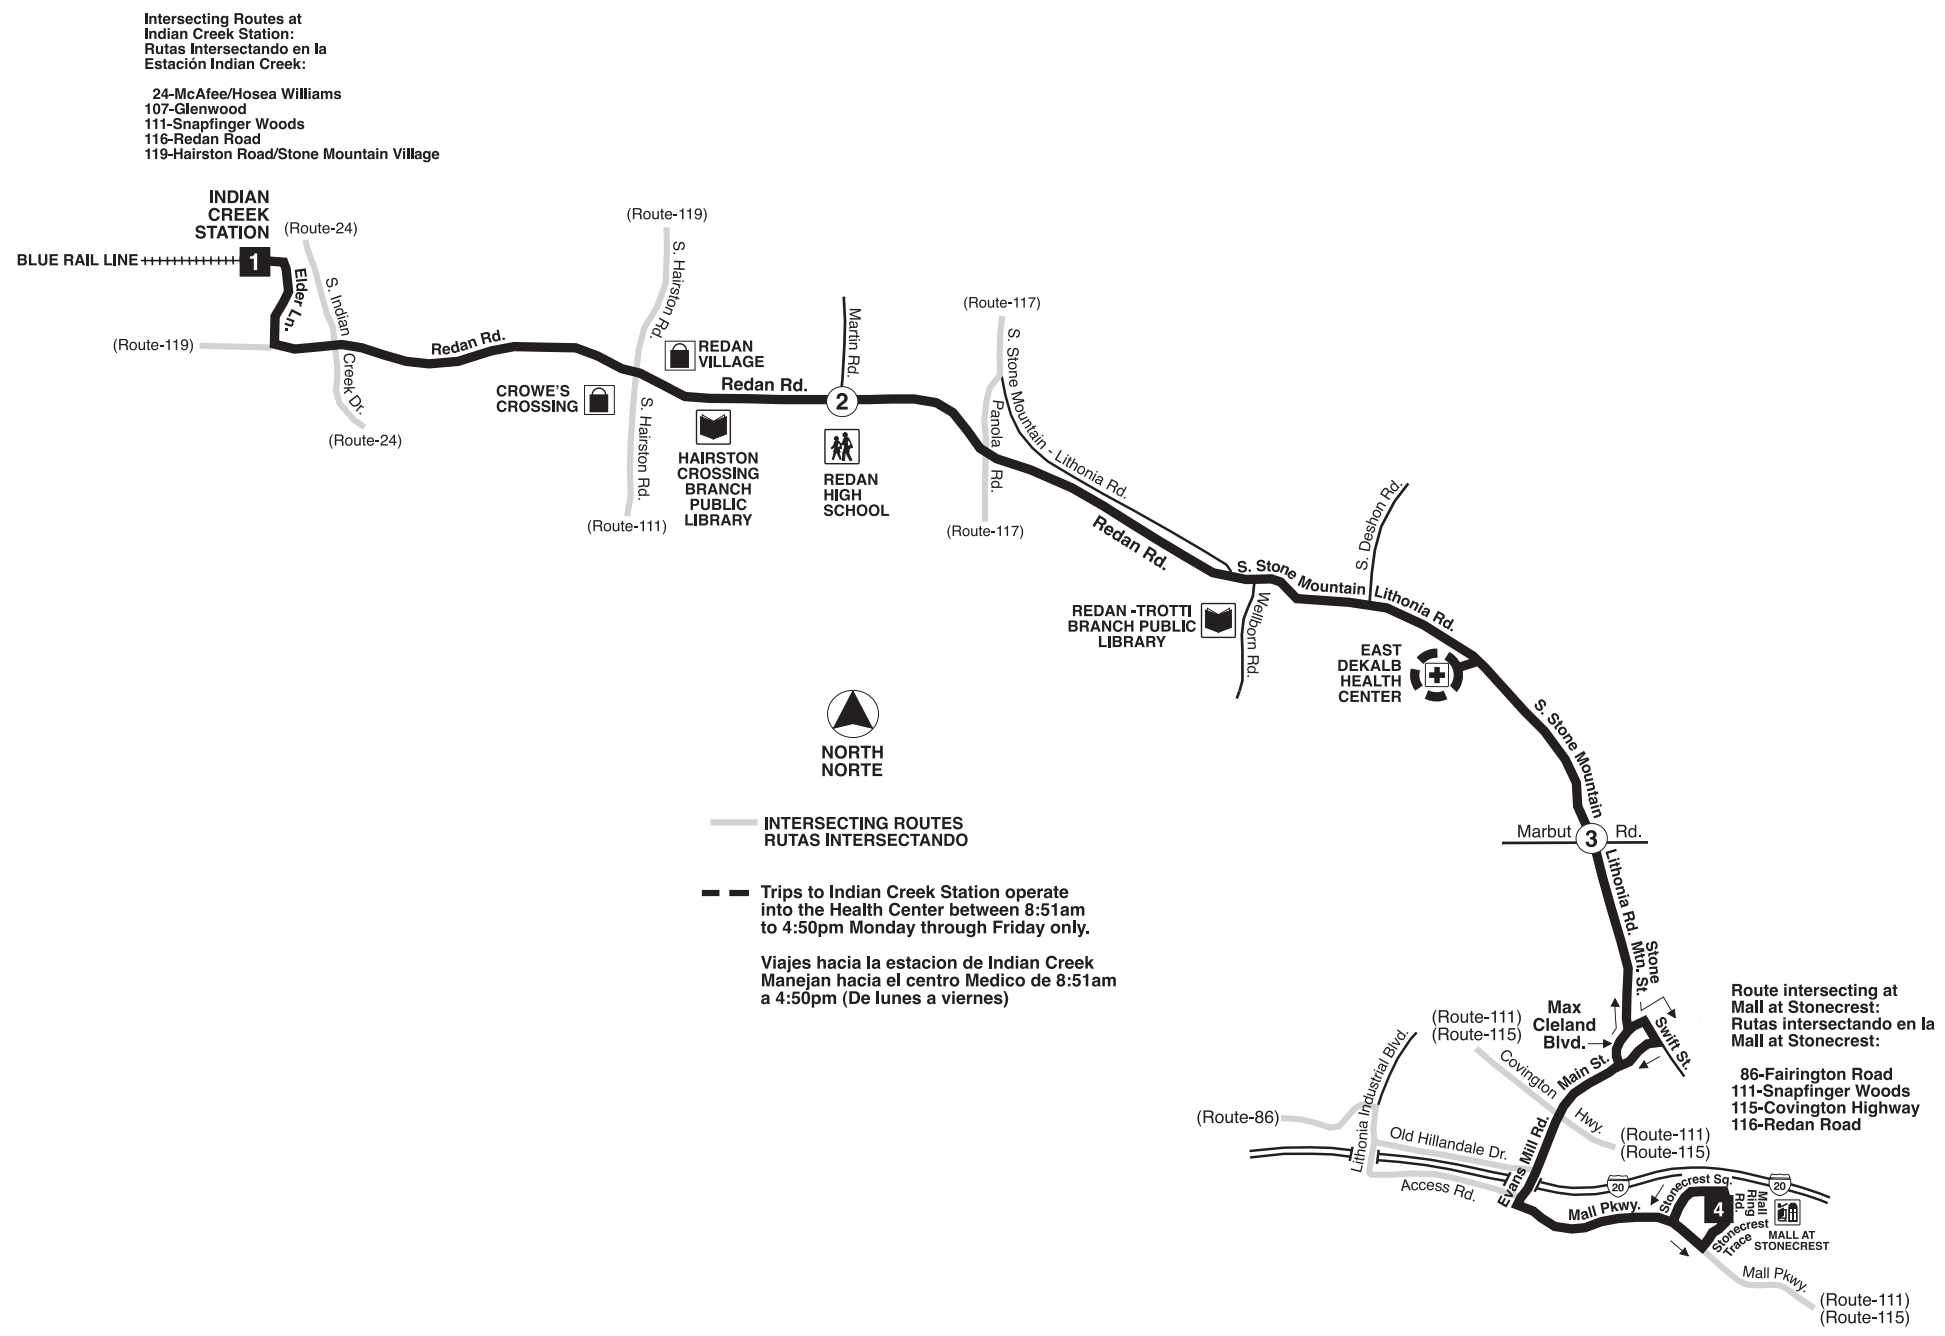 Intersecting Routes at
Indian Creek Station:
Rutas Intersectando en la
Estación Indian Creek:
24-McAfee/Hosea Williams
107-Glenwood
111-Snapfinger Woods
116-Redan Road
119-Hairston Road/Stone Mountain Village
INDIAN
CREEK
STATION
(Route-24)
BLUE RAIL LINE
1
Elder Ln.
S. Indian Creek Dr.
(Route-119)
(Route-24)
Redan Rd.
(Route-119)
S. Hairston Rd.
REDAN
VILLAGE
CROWE'S
CROSSING
S. Hairston Rd.
(Route-111)
Redan Rd.
HAIRSTON
CROSSING
BRANCH
PUBLIC
LIBRARY
Martin Rd.
2
REDAN
HIGH
SCHOOL
(Route-117)
S. Stone Mountain - Lithonia Rd.
Panola Rd.
(Route-117)
Redan Rd.
S. Stone Mountain Lithonia Rd.
S. Deshon Rd.
REDAN -TROTTI
BRANCH PUBLIC
LIBRARY
Wellborn Rd.
EAST
DEKALB
HEALTH
CENTER
S. Stone Mountain
Marbut
3
Rd.
Lithonia Rd.
NORTH
NORTE
INTERSECTING ROUTES
RUTAS INTERSECTANDO
Trips to Indian Creek Station operate
into the Health Center between 8:51am
to 4:50pm Monday through Friday only.
Viajes hacia la estacion de Indian Creek
Manejan hacia el centro Medico de 8:51am
a 4:50pm (De lunes a viernes)
Stone
Mtn. St.
Max
Cleland
Blvd.
Swift St.
Main St.
Route intersecting at
Mall at Stonecrest:
Rutas intersectando en la
Mall at Stonecrest:
86-Fairington Road
111-Snapfinger Woods
115-Covington Highway
116-Redan Road
(Route-111)
(Route-115)
Covington Hwy.
(Route-111)
(Route-115)
Lithonia Industrial Blvd.
(Route-86)
Old Hillandale Dr.
Access Rd.
Evans Mill Rd.
20
20
Mall Pkwy.
Stonecrest Sq.
4
Mall
Ring
Rd.
Stonecrest
Trace
MALL AT
STONECREST
Mall Pkwy.
(Route-111)
(Route-115)